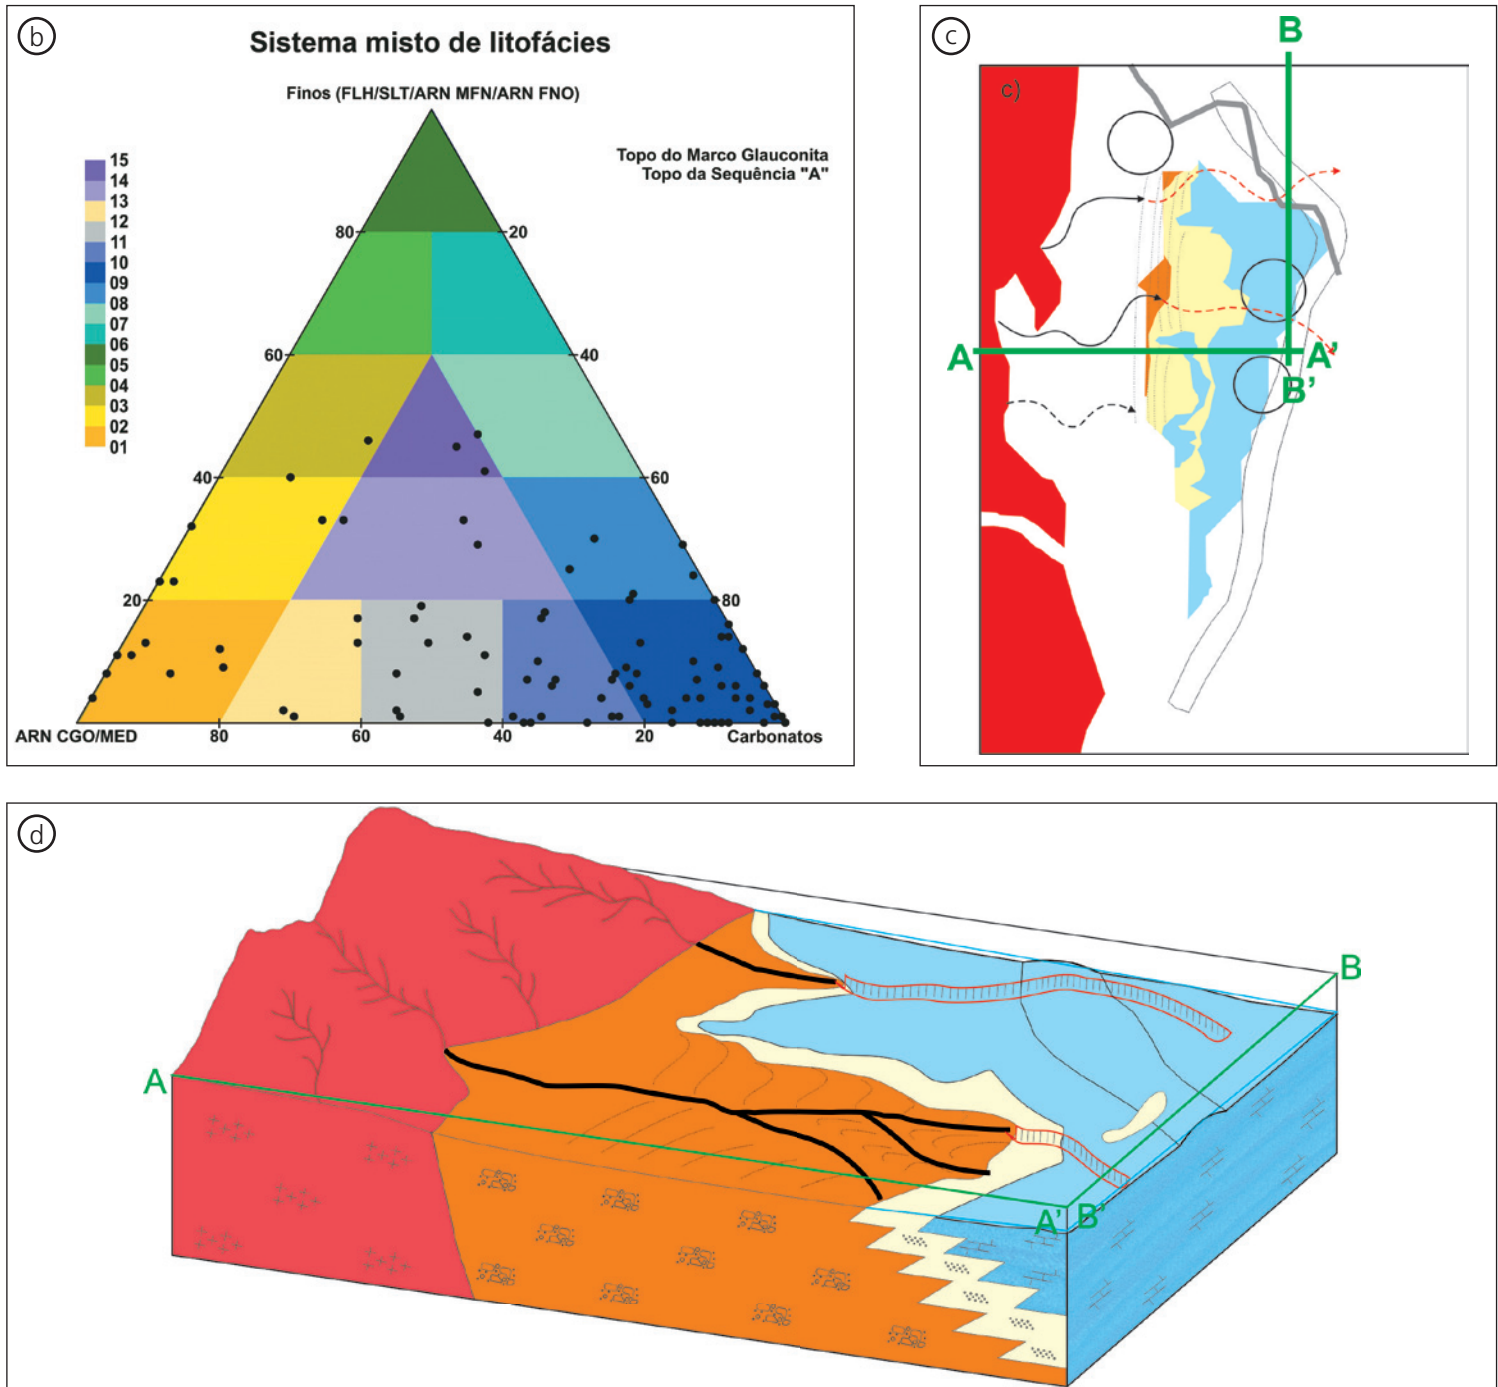 b
Sistema misto de litofácies
Finos (FLH/SLT/ARN MFN/ARN FNO)
Topo do Marco Glauconita
Topo da Sequência "A"
15
14
13
12
11
10
09
08
07
06
05
04
03
02
01
80
20
60
40
40
60
20
80
ARN CGO/MED
80
60
40
20
Carbonatos
c
B
c)
A
A'
B'
d
B
A
A'
B'